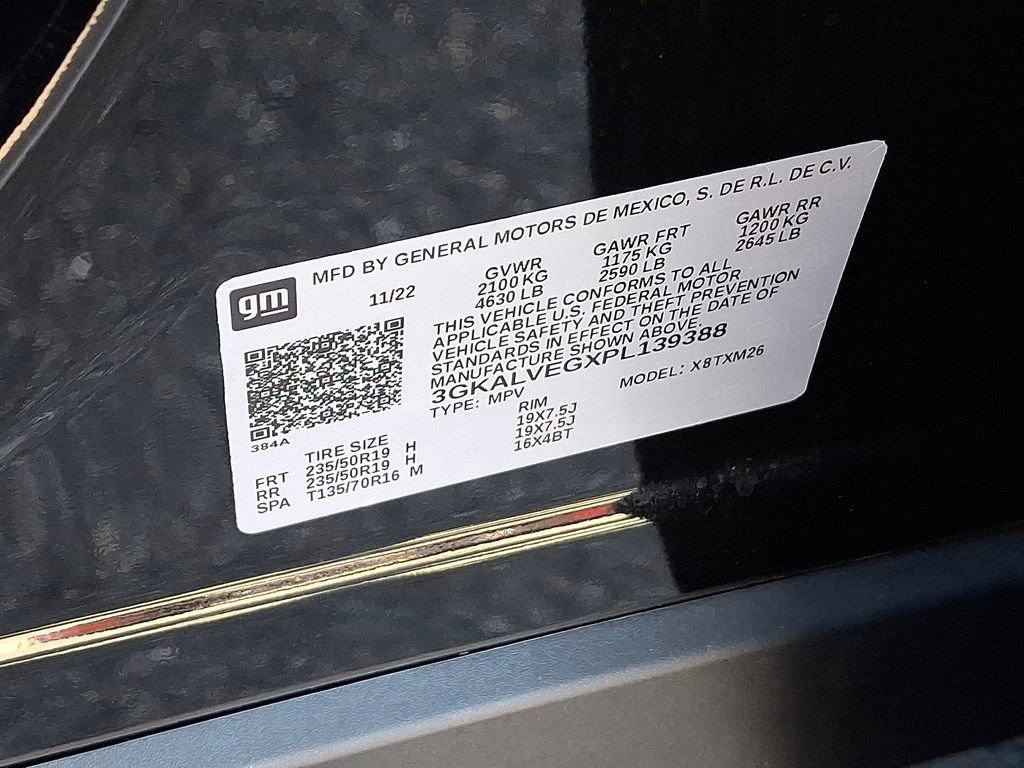 gm
MFD BY GENERAL MOTORS DE MEXICO, S. DE R.L. DE C.V.
11/22
GVWR GAWR FRT GAWR RR
2100 KG 1175 KG 1200 KG
4630 LB 2590 LB 2645 LB
THIS VEHICLE CONFORMS TO ALL
APPLICABLE U.S. FEDERAL MOTOR
VEHICLE SAFETY AND THEFT PREVENTION
STANDARDS IN EFFECT ON THE DATE OF
MANUFACTURE SHOWN ABOVE.
3GKALVEGXPL139388
TYPE: MPV MODEL: X8TXM26
384A
TIRE SIZE RIM
FRT 235/50R19 H 19X7.5J
RR 235/50R19 H 19X7.5J
SPA T135/70R16 M 16X4BT